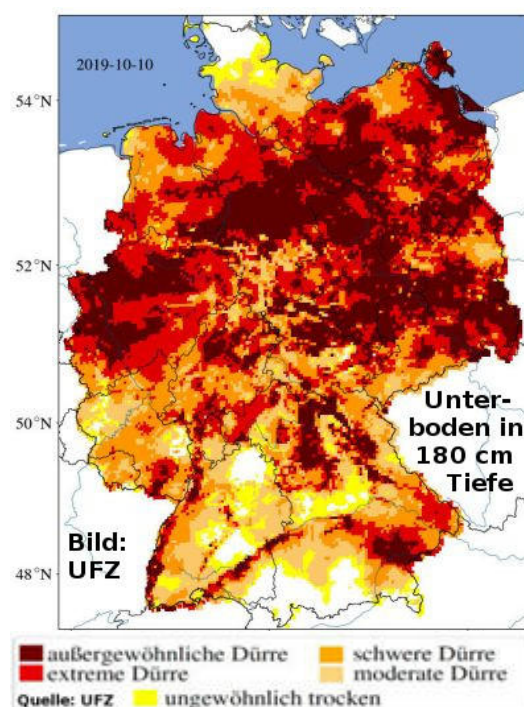 2019-10-10
54°N
52°N
50°N
48°N
Unter-
boden in
180 cm
Tiefe
Bild:
UFZ
außergewöhnliche Dürre
schwere Dürre
extreme Dürre
moderate Dürre
Quelle: UFZ
ungewöhnlich trocken